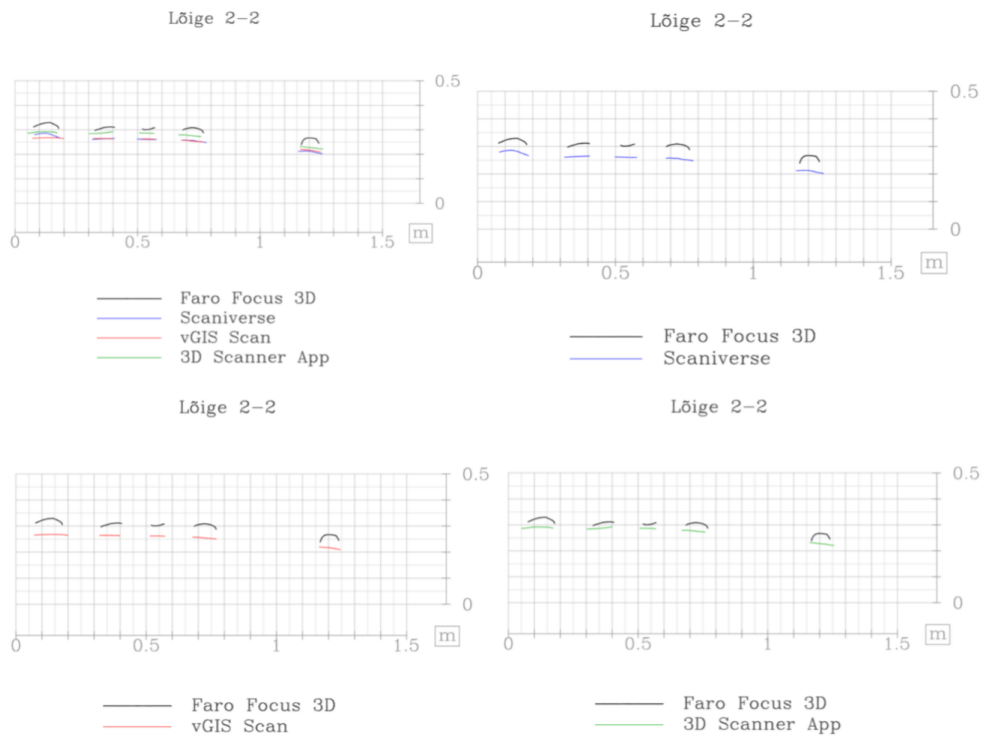 Lõige 2-2
0.5
0
m
0 0.5 1 1.5
Faro Focus 3D
Scaniverse
vGIS Scan
3D Scanner App
Lõige 2-2
0.5
0
m
0 0.5 1 1.5
Faro Focus 3D
Scaniverse
Lõige 2-2
0.5
0
m
0 0.5 1 1.5
Faro Focus 3D
vGIS Scan
Lõige 2-2
0.5
0
m
0 0.5 1 1.5
Faro Focus 3D
3D Scanner App